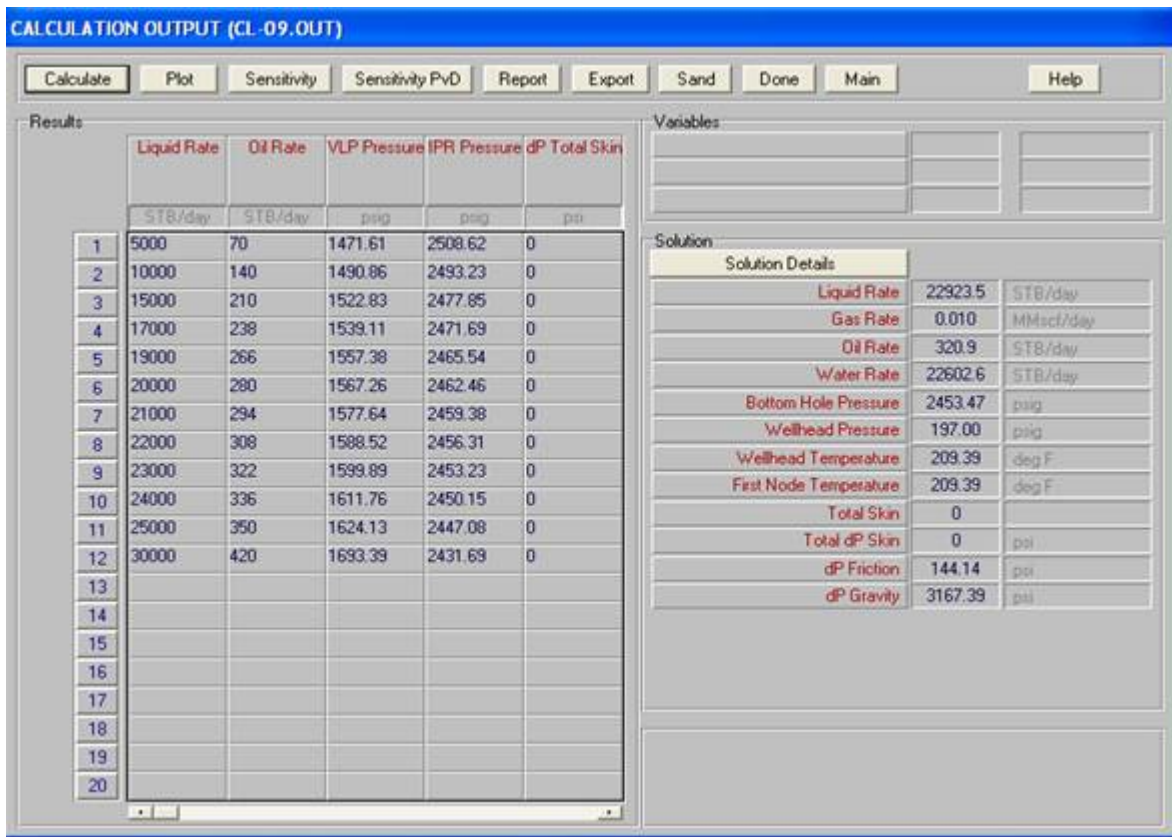 CALCULATION OUTPUT (CL-09.OUT)
Calculate Plot Sensitivity Sensitivity PvD Report Export Sand Done Main Help
Results
Liquid Rate Oil Rate VLP Pressure IPR Pressure dP Total Skin
STB/day STB/day psig psig psi
1 5000 70 1471.61 2508.62 0
2 10000 140 1490.86 2493.23 0
3 15000 210 1522.83 2477.85 0
4 17000 238 1539.11 2471.69 0
5 19000 266 1557.38 2465.54 0
6 20000 280 1567.26 2462.46 0
7 21000 294 1577.64 2459.38 0
8 22000 308 1588.52 2456.31 0
9 23000 322 1599.89 2453.23 0
10 24000 336 1611.76 2450.15 0
11 25000 350 1624.13 2447.08 0
12 30000 420 1693.39 2431.69 0
13
14
15
16
17
18
19
20
Variables
Solution
Solution Details
Liquid Rate 22923.5 STB/day
Gas Rate 0.010 MMscf/day
Oil Rate 320.9 STB/day
Water Rate 22602.6 STB/day
Bottom Hole Pressure 2453.47 psig
Wellhead Pressure 197.00 psig
Wellhead Temperature 209.39 deg F
First Node Temperature 209.39 deg F
Total Skin 0
Total dP Skin 0 psi
dP Friction 144.14 psi
dP Gravity 3167.39 psi